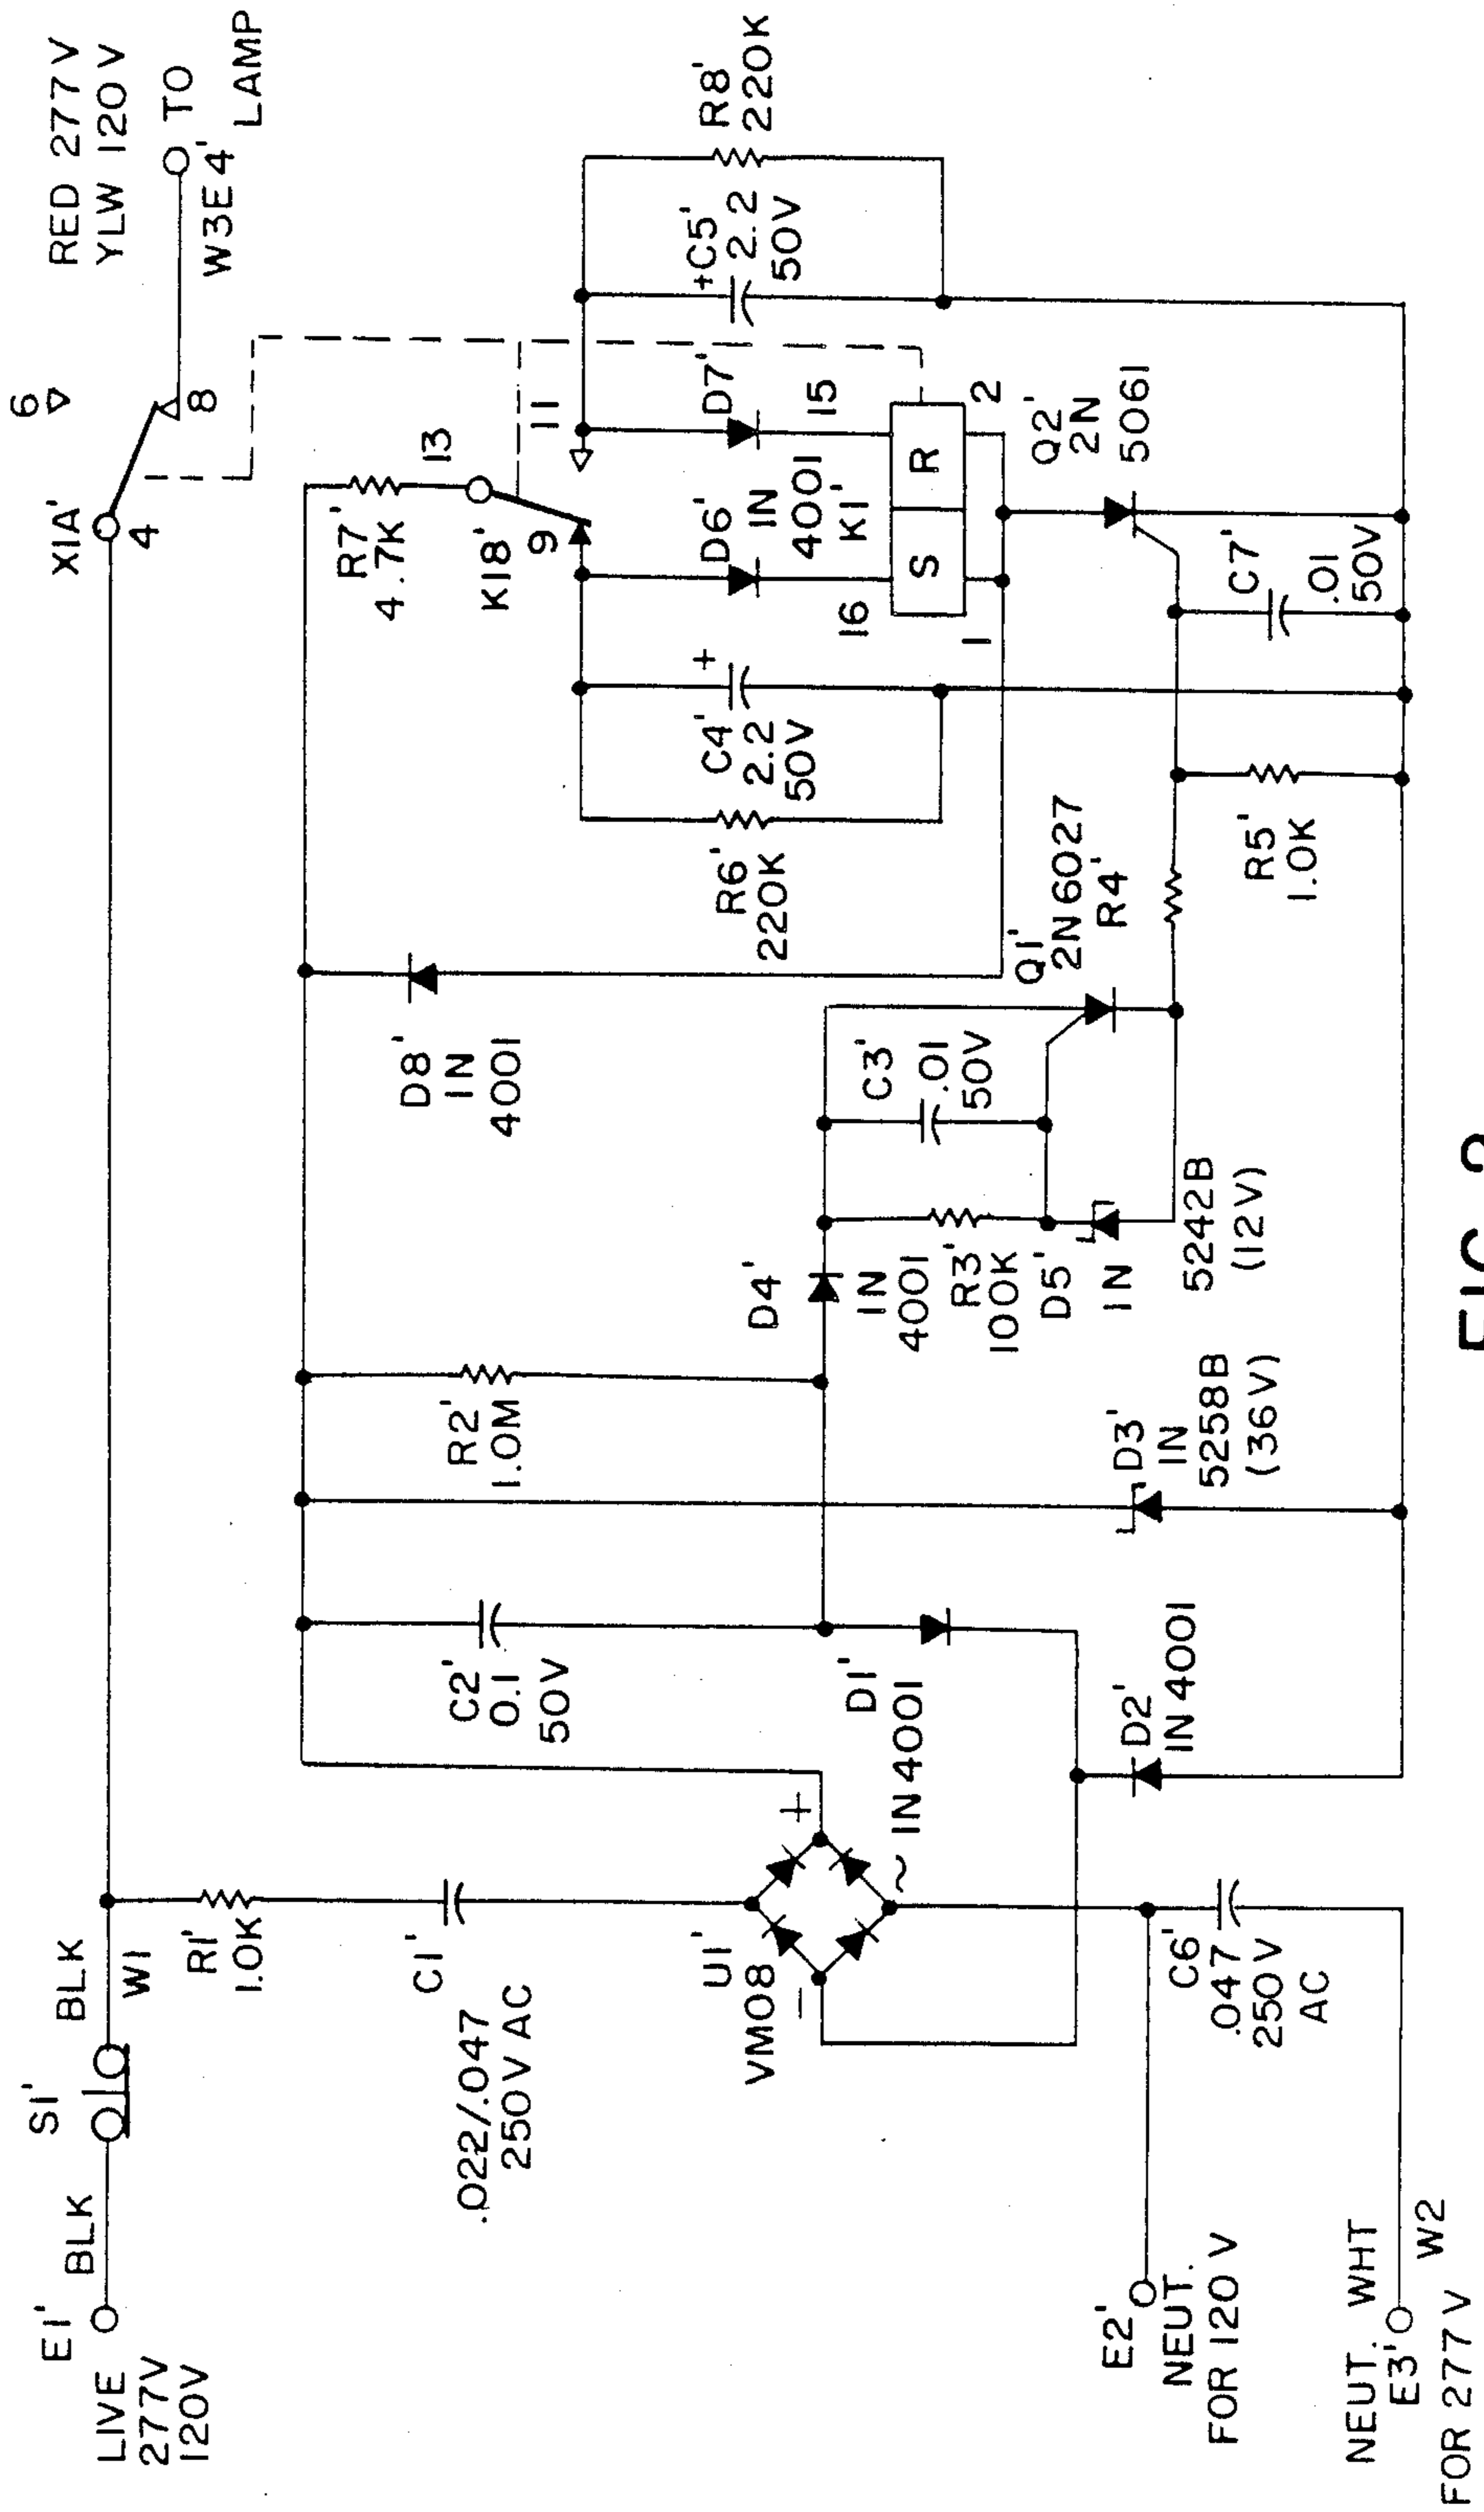 E1'
LIVE
277V
120V
BLK
S1'
BLK
W1
R1'
1.0K
C1'
.022/.047
250V AC
U1'
VM08
+
−
~
C2'
0.1
50V
D1'
IN4001
D2'
IN4001
E2'
NEUT.
FOR 120 V
C6'
.047
250V
AC
NEUT. WHT
E3'
W2
FOR 277 V
R2'
1.0M
D3'
IN
5258B
(36V)
D4'
IN
4001
R3'
100K
D5'
IN
5242B
(12V)
C3'
.01
50V
Q1'
2N6027
R4'
D8'
IN
4001
R6'
220K
C4'
2.2
50V
+
R5'
1.0K
R7'
4.7K
K18'
13
9
11
D6'
IN
4001
K1'
D7'
16
15
S
R
1
2
Q2'
2N
5061
C7'
.01
50V
+C5'
2.2
50V
R8'
220K
X1A'
4
6
8
RED 277V
YLW 120V
TO
W3E4'
LAMP